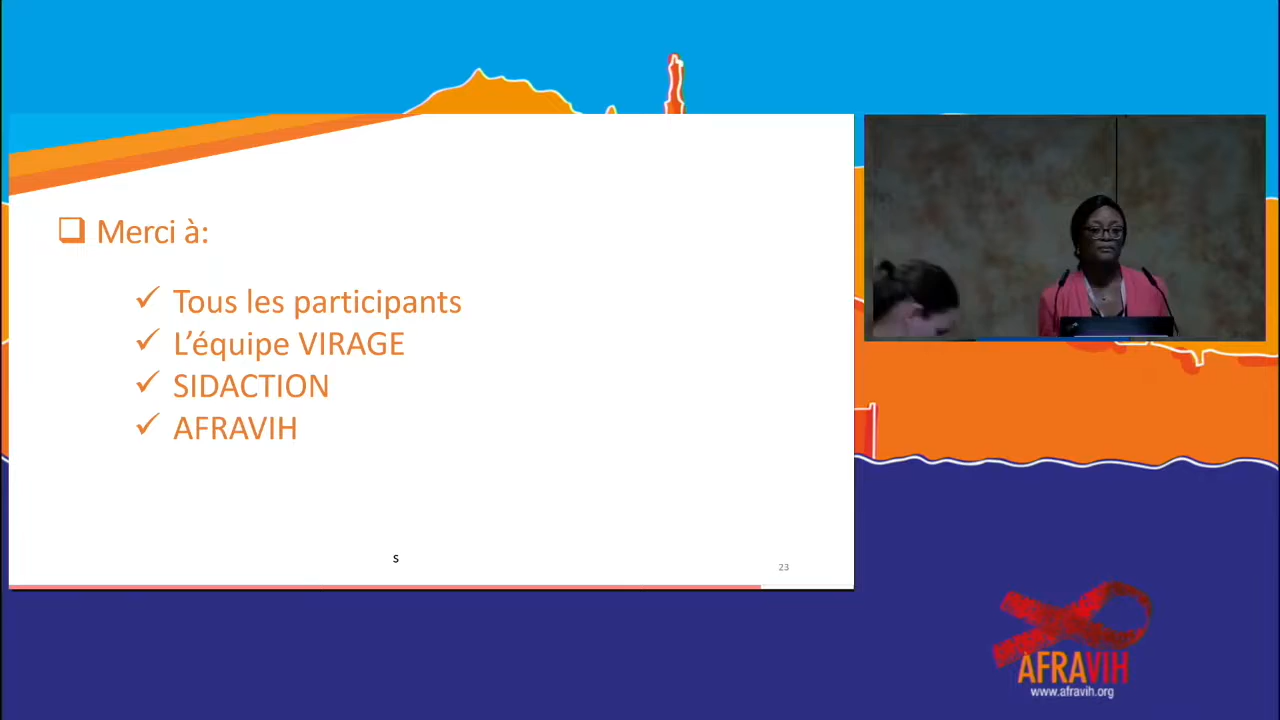 Merci à:
Tous les participants
L’équipe VIRAGE
SIDACTION
AFRAVIH
s
23
AFRAVIH
www.afravih.org